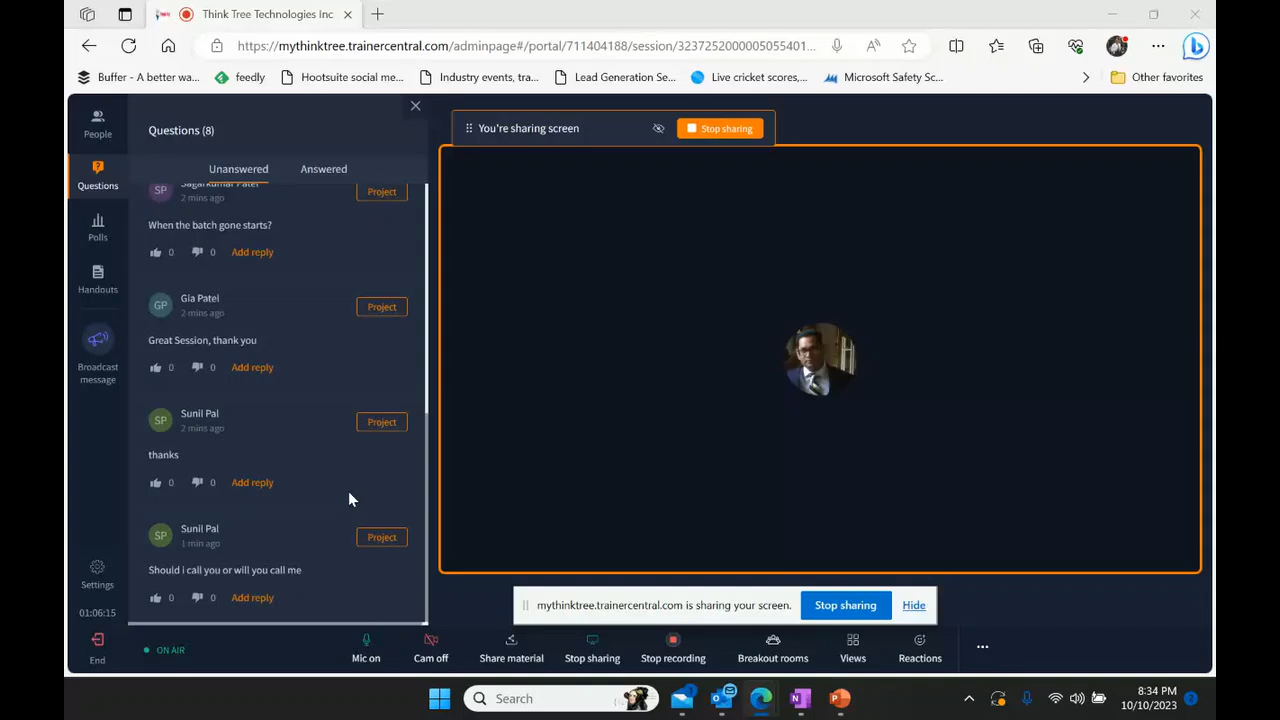 Think Tree Technologies Inc
https://mythinktree.trainercentral.com/adminpage#/portal/711404188/session/3237252000005055401...
Buffer - A better wa...
feedly
Hootsuite social me...
Industry events, tra...
Lead Generation Se...
Live cricket scores,...
Microsoft Safety Sc...
Other favorites
People
Questions
Polls
Handouts
Broadcast
message
Settings
01:06:15
End
Questions (8)
Unanswered
Answered
SP
Sagarkumar Patel
2 mins ago
Project
When the batch gone starts?
0
0
Add reply
GP
Gia Patel
2 mins ago
Project
Great Session, thank you
0
0
Add reply
SP
Sunil Pal
2 mins ago
Project
thanks
0
0
Add reply
SP
Sunil Pal
1 min ago
Project
Should i call you or will you call me
0
0
Add reply
You're sharing screen
Stop sharing
mythinktree.trainercentral.com is sharing your screen.
Stop sharing
Hide
ON AIR
Mic on
Cam off
Share material
Stop sharing
Stop recording
Breakout rooms
Views
Reactions
Search
8:34 PM
10/10/2023